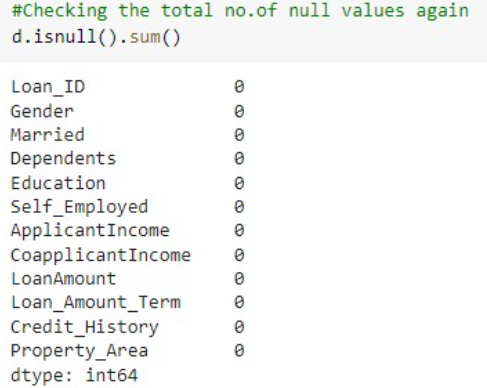 #Checking the total no.of null values again
d.isnull().sum()
Loan_ID 0
Gender 0
Married 0
Dependents 0
Education 0
Self_Employed 0
ApplicantIncome 0
CoapplicantIncome 0
LoanAmount 0
Loan_Amount_Term 0
Credit_History 0
Property_Area 0
dtype: int64